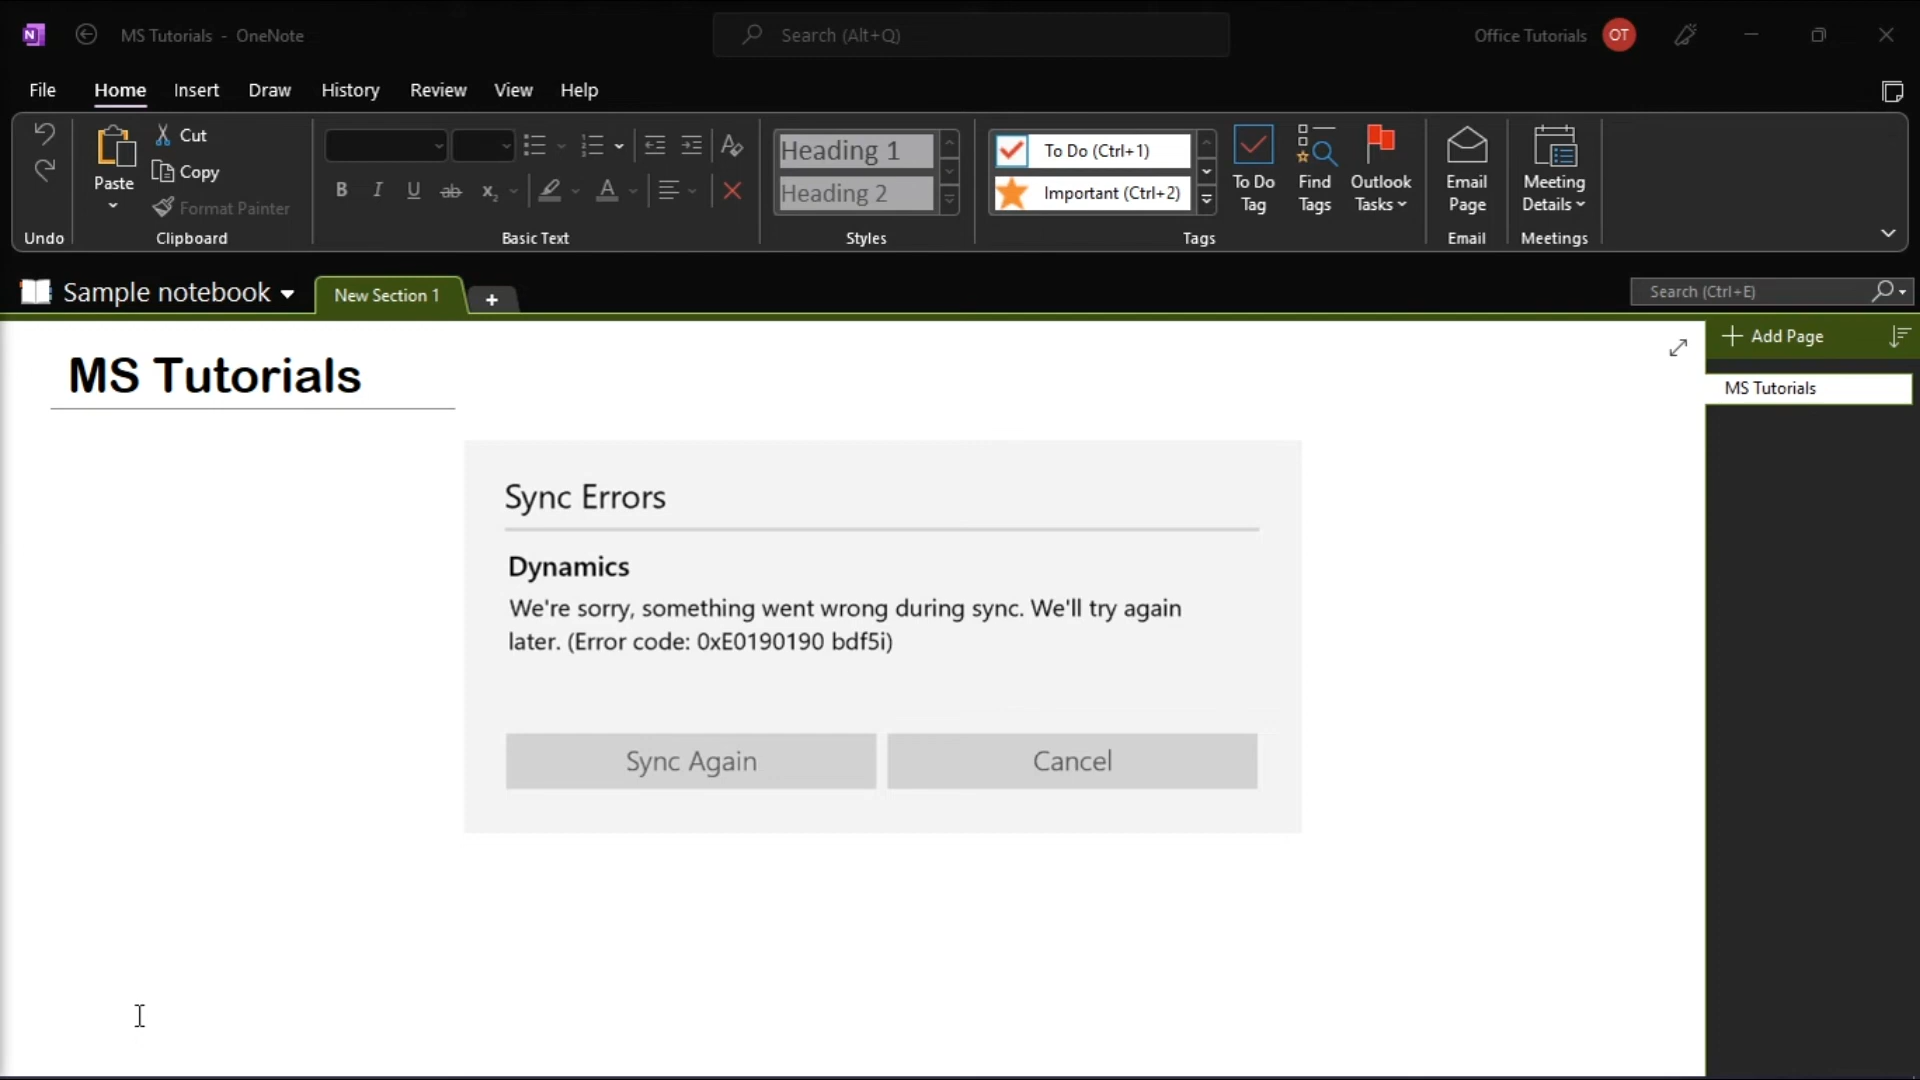 MS Tutorials - OneNote
Search (Alt+Q)
Office Tutorials OT
File Home Insert Draw History Review View Help
Cut
Copy
Format Painter
Paste
Undo
Clipboard
B I U ab x₂ A
Basic Text
Heading 1
Heading 2
Styles
To Do (Ctrl+1)
Important (Ctrl+2)
To Do
Tag
Find
Tags
Outlook
Tasks
Tags
Email
Page
Email
Meeting
Details
Meetings
Sample notebook
New Section 1
Search (Ctrl+E)
Add Page
MS Tutorials
MS Tutorials
Sync Errors
Dynamics
We're sorry, something went wrong during sync. We'll try again
later. (Error code: 0xE0190190 bdf5i)
Sync Again
Cancel